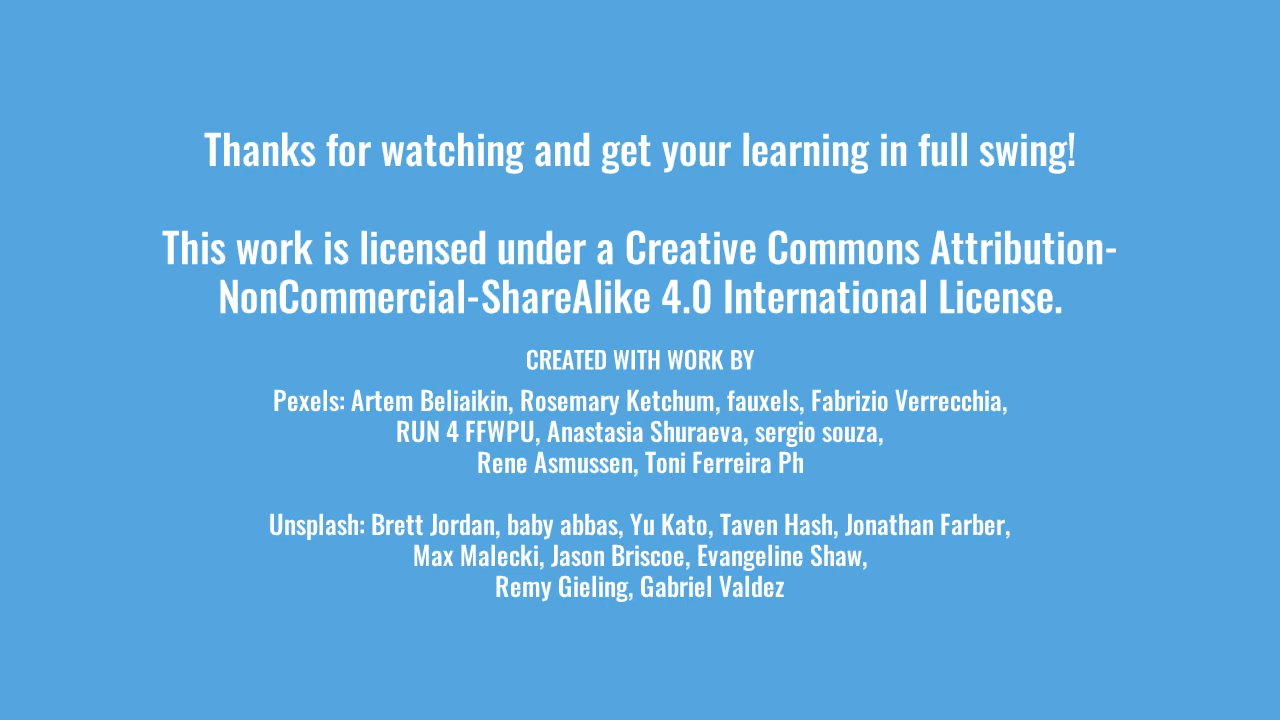 Thanks for watching and get your learning in full swing!
This work is licensed under a Creative Commons Attribution-
NonCommercial-ShareAlike 4.0 International License.
CREATED WITH WORK BY
Pexels: Artem Beliaikin, Rosemary Ketchum, fauxels, Fabrizio Verrecchia,
RUN 4 FFWPU, Anastasia Shuraeva, sergio souza,
Rene Asmussen, Toni Ferreira Ph
Unsplash: Brett Jordan, baby abbas, Yu Kato, Taven Hash, Jonathan Farber,
Max Malecki, Jason Briscoe, Evangeline Shaw,
Remy Gieling, Gabriel Valdez